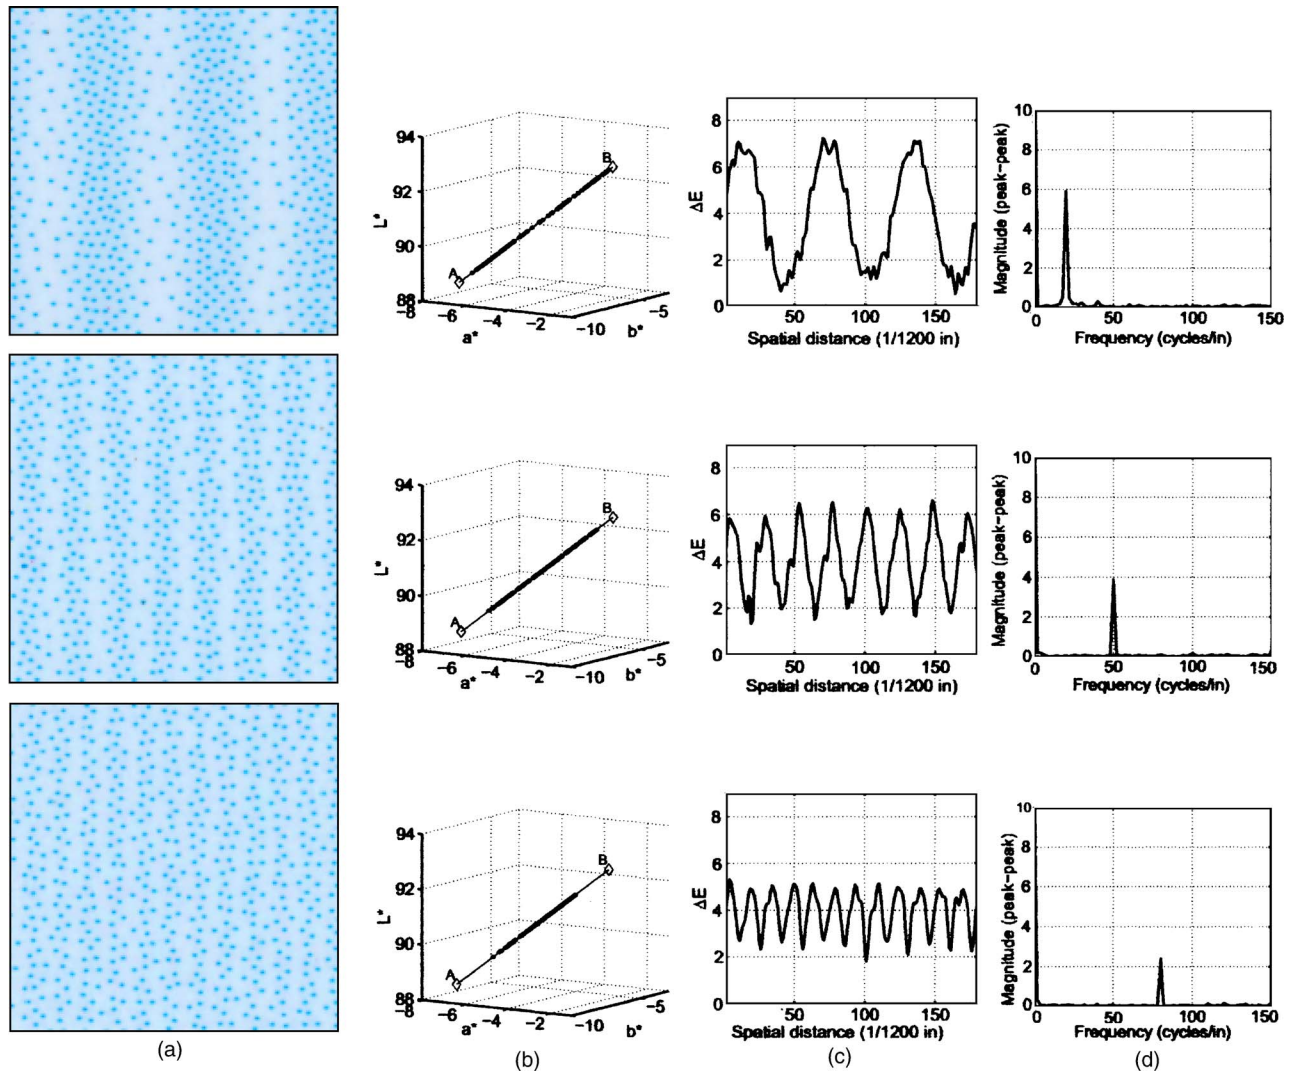 94
92
90
88
L*
A
B
-8
-6
-4
-2
a*
-10
-5
b*
8
6
4
2
0
ΔE
50
100
150
Spatial distance (1/1200 in)
10
8
6
4
2
0
Magnitude (peak-peak)
0
50
100
150
Frequency (cycles/in)
94
92
90
88
L*
A
B
-8
-6
-4
-2
a*
-10
-5
b*
8
6
4
2
0
ΔE
50
100
150
Spatial distance (1/1200 in)
10
8
6
4
2
0
Magnitude (peak-peak)
0
50
100
150
Frequency (cycles/in)
94
92
90
88
L*
A
B
-8
-6
-4
-2
a*
-10
-5
b*
8
6
4
2
0
ΔE
50
100
150
Spatial distance (1/1200 in)
10
8
6
4
2
0
Magnitude (peak-peak)
0
50
100
150
Frequency (cycles/in)
(a)
(b)
(c)
(d)